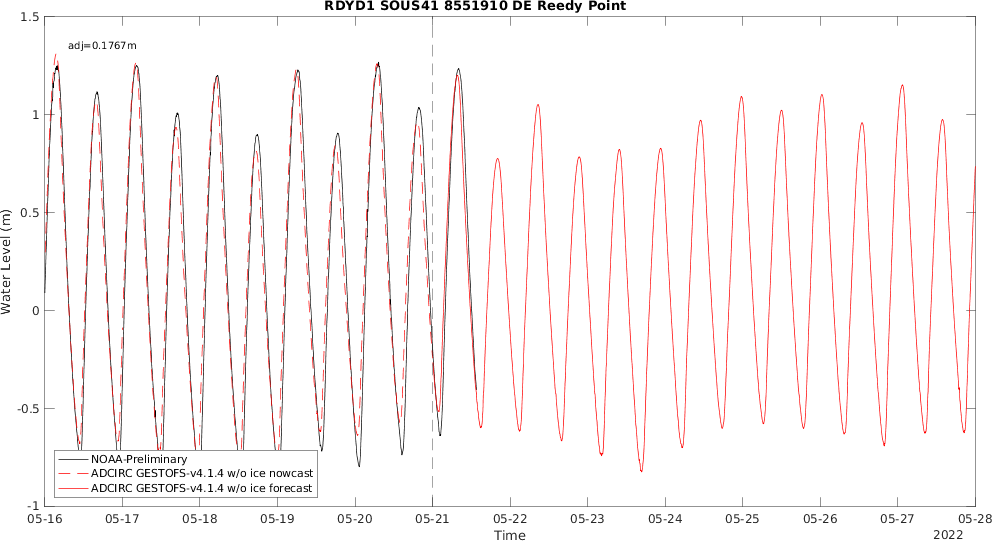 RDYD1 SOUS41 8551910 DE Reedy Point
adj=0.1767m
1.5
1
0.5
0
-0.5
-1
Water Level (m)
NOAA-Preliminary
ADCIRC GESTOFS-v4.1.4 w/o ice nowcast
ADCIRC GESTOFS-v4.1.4 w/o ice forecast
05-16 05-17 05-18 05-19 05-20 05-21 05-22 05-23 05-24 05-25 05-26 05-27 05-28
Time
2022